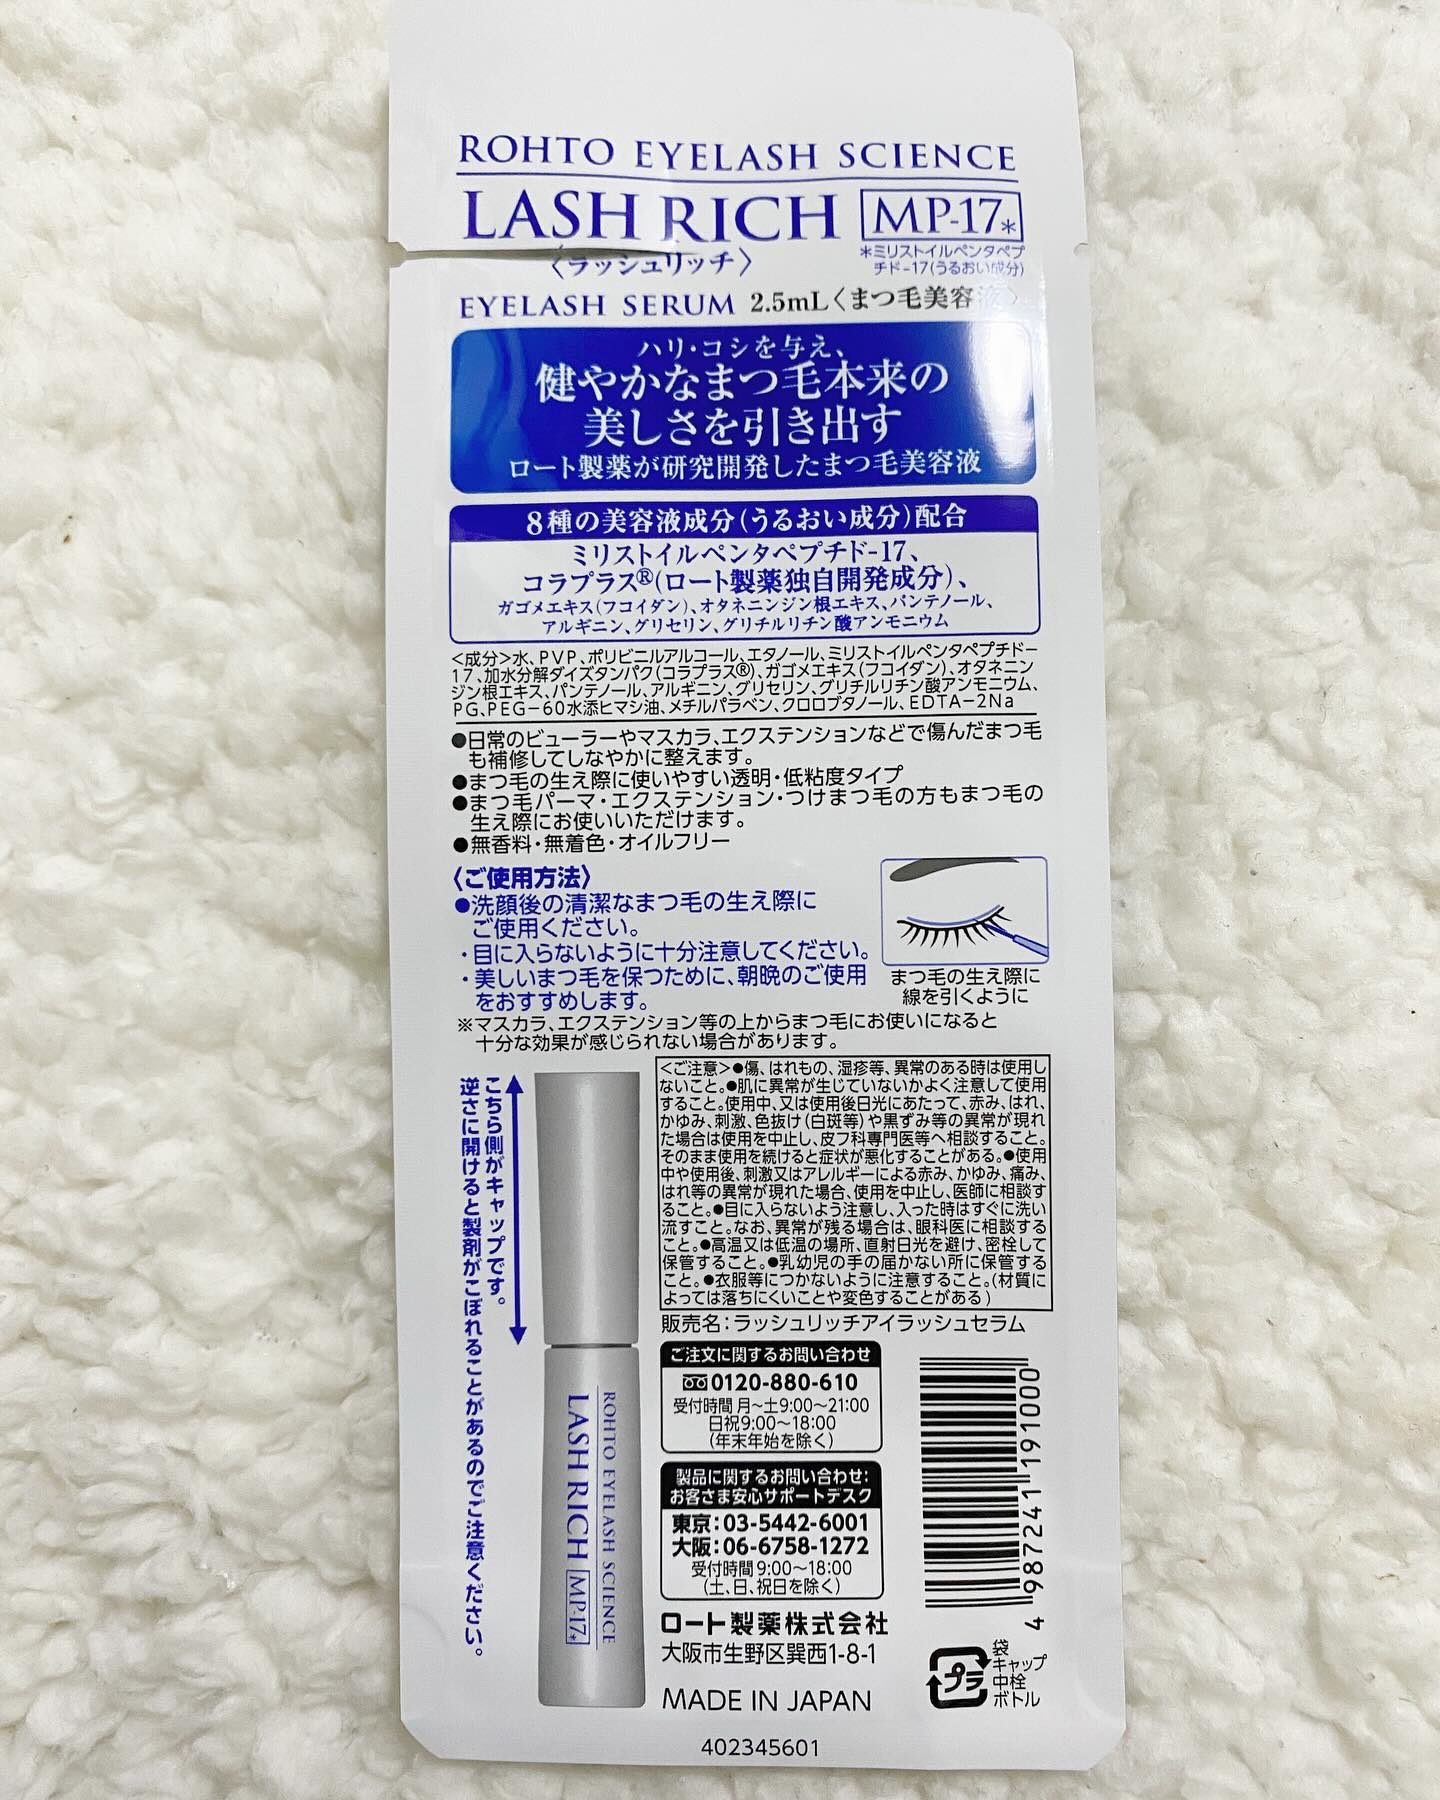 ROHTO EYELASH SCIENCE
LASH RICH MP-17*
〈ラッシュリッチ〉
*ミリストイルペンタペプ
チド-17(うるおい成分)
EYELASH SERUM 2.5mL〈まつ毛美容液〉
ハリ・コシを与え、
健やかなまつ毛本来の
美しさを引き出す
ロート製薬が研究開発したまつ毛美容液
8種の美容液成分(うるおい成分)配合
ミリストイルペンタペプチド-17、
コラプラス®(ロート製薬独自開発成分)、
ガゴメエキス(フコイダン)、オタネニンジン根エキス、パンテノール、
アルギニン、グリセリン、グリチルリチン酸アンモニウム
<成分>水、PVP、ポリビニルアルコール、エタノール、ミリストイルペンタペプチド-
17、加水分解ダイズタンパク(コラプラス®)、ガゴメエキス(フコイダン)、オタネニン
ジン根エキス、パンテノール、アルギニン、グリセリン、グリチルリチン酸アンモニウム、
PG、PEG-60水添ヒマシ油、メチルパラベン、クロロブタノール、EDTA-2Na
●日常のビューラーやマスカラ、エクステンションなどで傷んだまつ毛
も補修してしなやかに整えます。
●まつ毛の生え際に使いやすい透明・低粘度タイプ
●まつ毛パーマ・エクステンション・つけまつ毛の方もまつ毛の
生え際にお使いいただけます。
●無香料・無着色・オイルフリー
〈ご使用方法〉
●洗顔後の清潔なまつ毛の生え際に
ご使用ください。
・目に入らないように十分注意してください。
・美しいまつ毛を保つために、朝晩のご使用
をおすすめします。
まつ毛の生え際に
線を引くように
※マスカラ、エクステンション等の上からまつ毛にお使いになると
十分な効果が感じられない場合があります。
こちら側がキャップです。
逆さに開けると製剤がこぼれることがあるのでご注意ください。
ROHTO EYELASH SCIENCE
LASH RICH MP-17*
<ご注意>●傷、はれもの、湿疹等、異常のある時は使用し
ないこと。●肌に異常が生じていないかよく注意して使用
すること。使用中、又は使用後日光にあたって、赤み、はれ、
かゆみ、刺激、色抜け(白斑等)や黒ずみ等の異常が現れ
た場合は使用を中止し、皮フ科専門医等へ相談すること。
そのまま使用を続けると症状が悪化することがある。●使用
中や使用後、刺激又はアレルギーによる赤み、かゆみ、痛み、
はれ等の異常が現れた場合、使用を中止し、医師に相談す
ること。●目に入らないよう注意し、入った時はすぐに洗い
流すこと。なお、異常が残る場合は、眼科医に相談する
こと。●高温又は低温の場所、直射日光を避け、密栓して
保管すること。●乳幼児の手の届かない所に保管する
こと。●衣服等につかないように注意すること。(材質に
よっては落ちにくいことや変色することがある)
販売名:ラッシュリッチアイラッシュセラム
ご注文に関するお問い合わせ
0120-880-610
受付時間 月~土9:00~21:00
日祝9:00~18:00
(年末年始を除く)
製品に関するお問い合わせ:
お客さま安心サポートデスク
東京:03-5442-6001
大阪:06-6758-1272
受付時間9:00~18:00
(土、日、祝日を除く)
ロート製薬株式会社
大阪市生野区巽西1-8-1
MADE IN JAPAN
4 987241 191000
プラ
袋
キャップ
中栓
ボトル
402345601